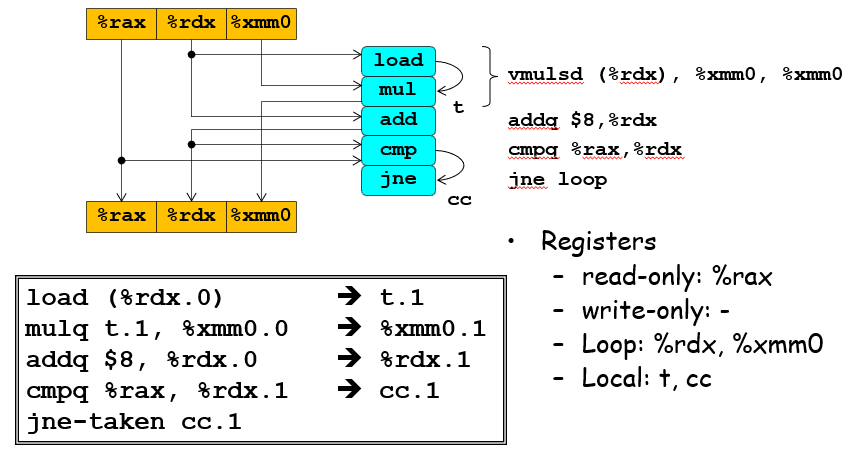 %rax %rdx %xmm0
load
mul
t
add
cmp
jne
cc
%rax %rdx %xmm0
vmulsd (%rdx), %xmm0, %xmm0
addq $8,%rdx
cmpq %rax,%rdx
jne loop
• Registers
– read-only: %rax
– write-only: -
– Loop: %rdx, %xmm0
– Local: t, cc
load (%rdx.0) ➔ t.1
mulq t.1, %xmm0.0 ➔ %xmm0.1
addq $8, %rdx.0 ➔ %rdx.1
cmpq %rax, %rdx.1 ➔ cc.1
jne-taken cc.1